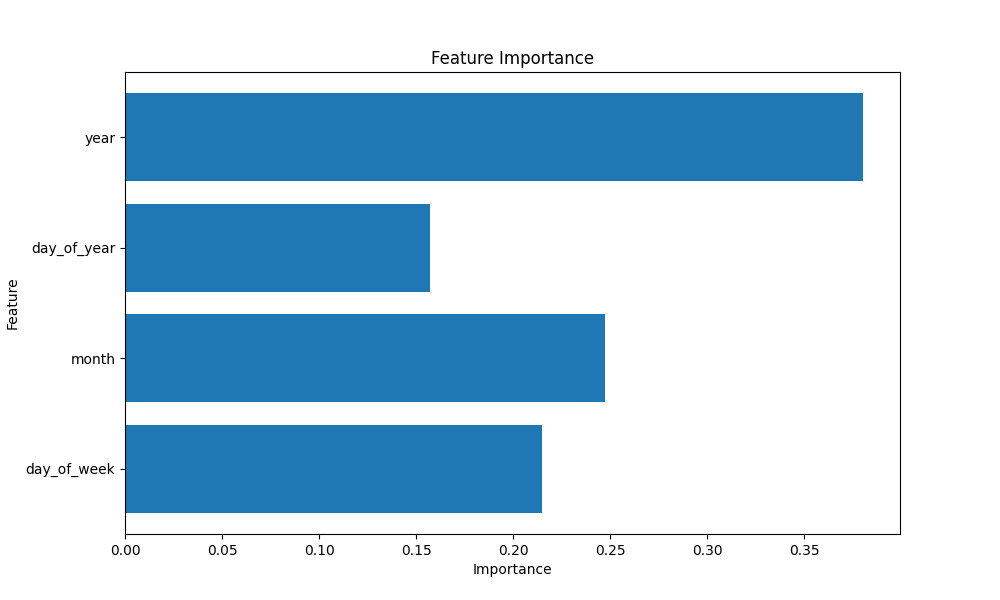 Feature Importance
year
day_of_year
month
day_of_week
Feature
0.00 0.05 0.10 0.15 0.20 0.25 0.30 0.35
Importance